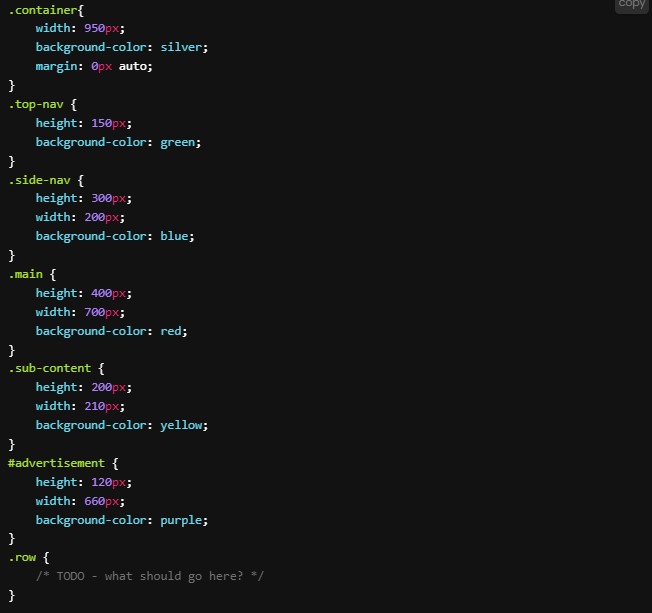 copy
.container{
    width: 950px;
    background-color: silver;
    margin: 0px auto;
}
.top-nav {
    height: 150px;
    background-color: green;
}
.side-nav {
    height: 300px;
    width: 200px;
    background-color: blue;
}
.main {
    height: 400px;
    width: 700px;
    background-color: red;
}
.sub-content {
    height: 200px;
    width: 210px;
    background-color: yellow;
}
#advertisement {
    height: 120px;
    width: 660px;
    background-color: purple;
}
.row {
    /* TODO - what should go here? */
}